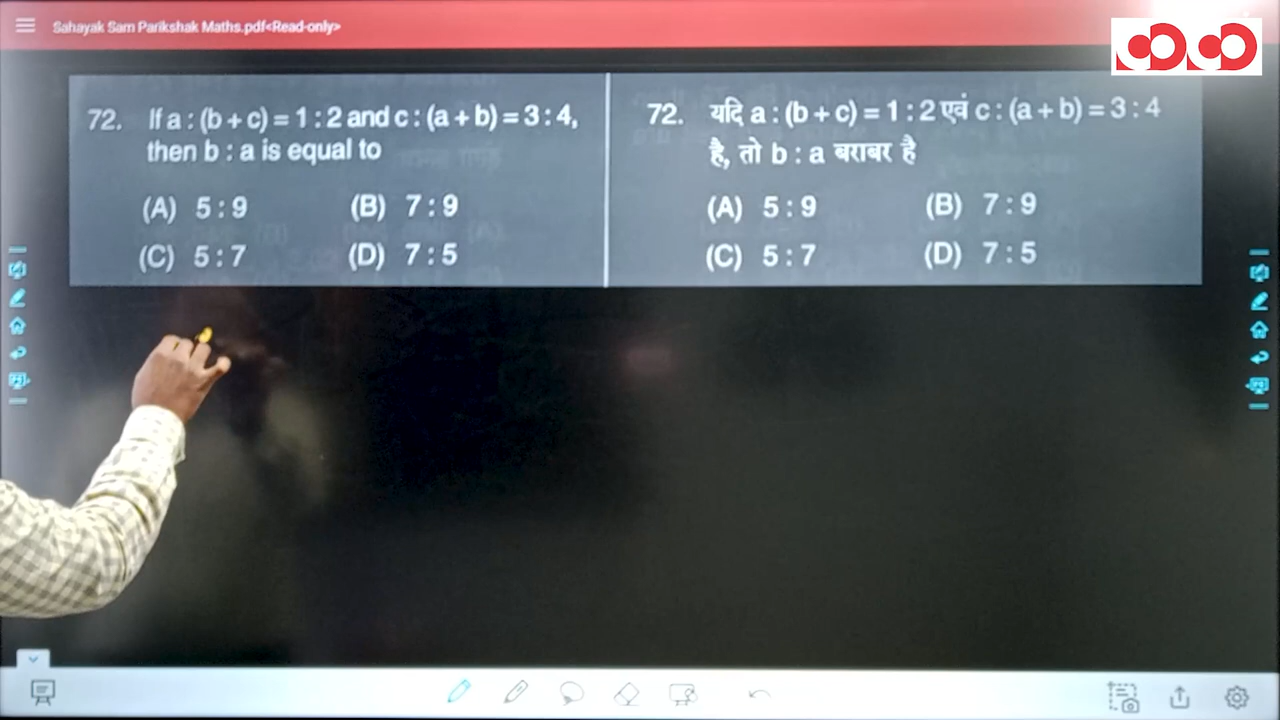 Sahayak Sam Parikshak Maths.pdf<Read-only>
72. If a : (b + c) = 1 : 2 and c : (a + b) = 3 : 4,
then b : a is equal to
(A) 5 : 9 (B) 7 : 9
(C) 5 : 7 (D) 7 : 5
72. यदि a : (b + c) = 1 : 2 एवं c : (a + b) = 3 : 4
है, तो b : a बराबर है
(A) 5 : 9 (B) 7 : 9
(C) 5 : 7 (D) 7 : 5